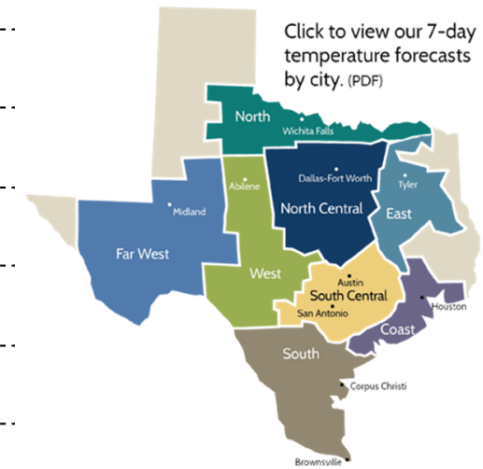 Click to view our 7-day
temperature forecasts
by city. (PDF)
North
Wichita Falls
Abilene
Dallas-Fort Worth
Tyler
Midland
North Central
East
Far West
West
Austin
South Central
San Antonio
Houston
Coast
South
Corpus Christi
Brownsville